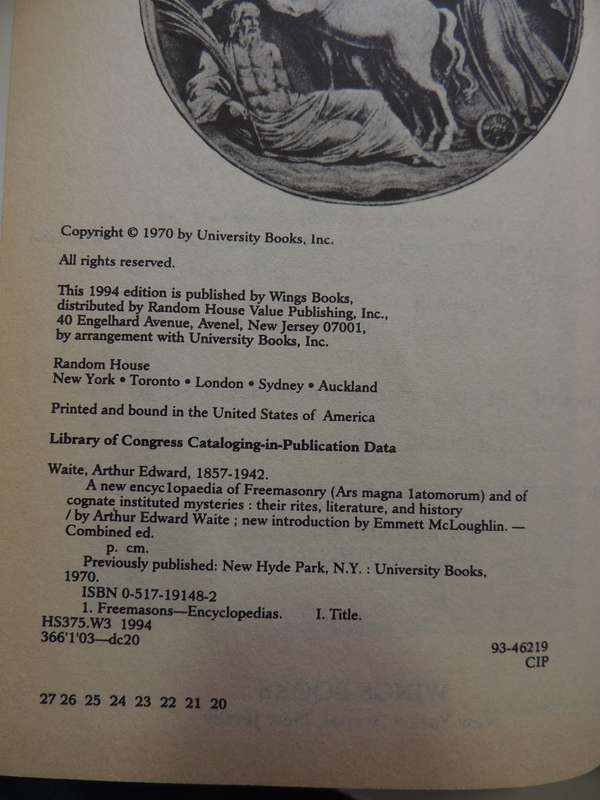 Copyright © 1970 by University Books, Inc.
All rights reserved.
This 1994 edition is published by Wings Books,
distributed by Random House Value Publishing, Inc.,
40 Engelhard Avenue, Avenel, New Jersey 07001,
by arrangement with University Books, Inc.
Random House
New York • Toronto • London • Sydney • Auckland
Printed and bound in the United States of America
Library of Congress Cataloging-in-Publication Data
Waite, Arthur Edward, 1857-1942.
A new encyc1opaedia of Freemasonry (Ars magna 1atomorum) and of
cognate instituted mysteries : their rites, literature, and history
/ by Arthur Edward Waite ; new introduction by Emmett McLoughlin. —
Combined ed.
p. cm.
Previously published: New Hyde Park, N.Y. : University Books,
1970.
ISBN 0-517-19148-2
1. Freemasons—Encyclopedias. I. Title.
HS375.W3 1994
366'1'03—dc20
93-46219
CIP
27 26 25 24 23 22 21 20